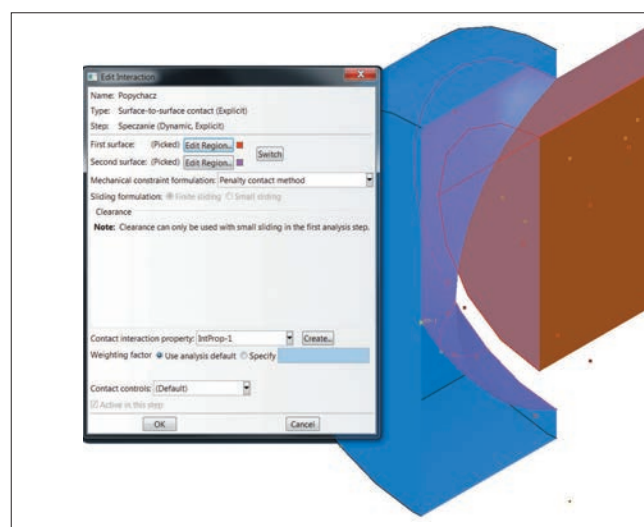 Edit Interaction
Name: Popychacz
Type: Surface-to-surface contact (Explicit)
Step: Speczanie (Dynamic, Explicit)
First surface: (Picked) Edit Region...
Second surface: (Picked) Edit Region...
Switch
Mechanical constraint formulation: Penalty contact method
Sliding formulation: Finite sliding Small sliding
Clearance
Note: Clearance can only be used with small sliding in the first analysis step.
Contact interaction property: IntProp-1 Create...
Weighting factor Use analysis default Specify
Contact controls: (Default)
Active in this step
OK Cancel